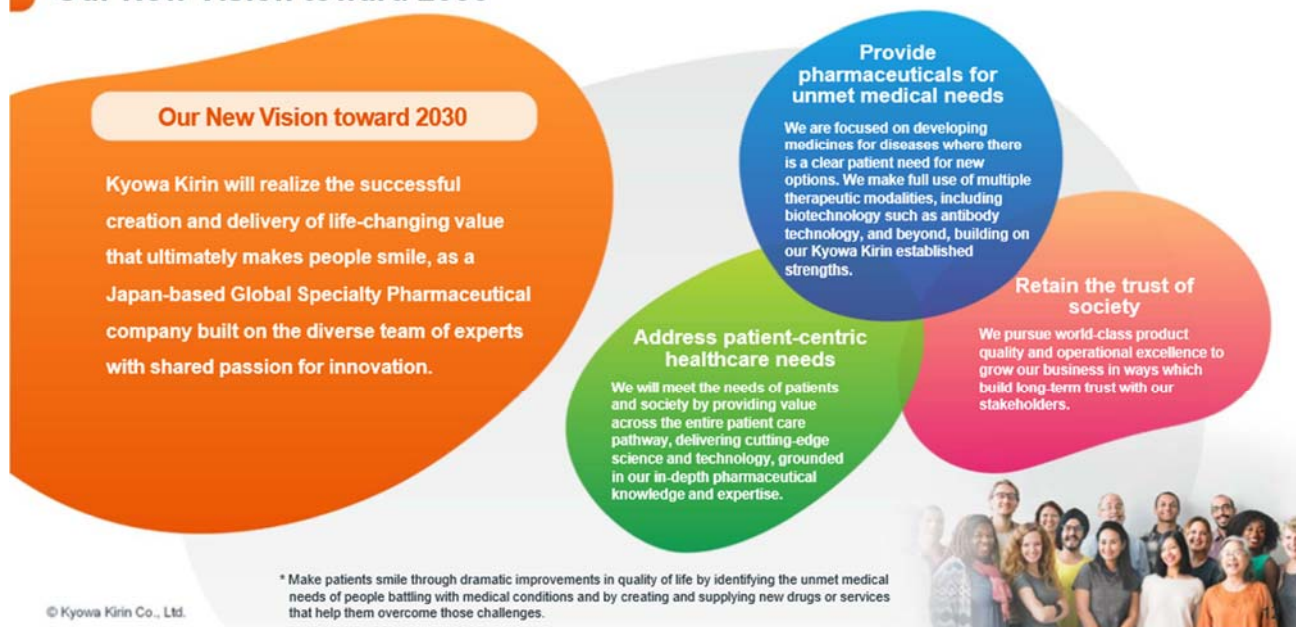 Our New Vision toward 2030
Kyowa Kirin will realize the successful
creation and delivery of life-changing value
that ultimately makes people smile, as a
Japan-based Global Specialty Pharmaceutical
company built on the diverse team of experts
with shared passion for innovation.
Provide
pharmaceuticals for
unmet medical needs
We are focused on developing
medicines for diseases where there
is a clear patient need for new
options. We make full use of multiple
therapeutic modalities, including
biotechnology such as antibody
technology, and beyond, building on
our Kyowa Kirin established
strengths.
Address patient-centric
healthcare needs
We will meet the needs of patients
and society by providing value
across the entire patient care
pathway, delivering cutting-edge
science and technology, grounded
in our in-depth pharmaceutical
knowledge and expertise.
Retain the trust of
society
We pursue world-class product
quality and operational excellence to
grow our business in ways which
build long-term trust with our
stakeholders.
* Make patients smile through dramatic improvements in quality of life by identifying the unmet medical
needs of people battling with medical conditions and by creating and supplying new drugs or services
that help them overcome those challenges.
© Kyowa Kirin Co., Ltd.